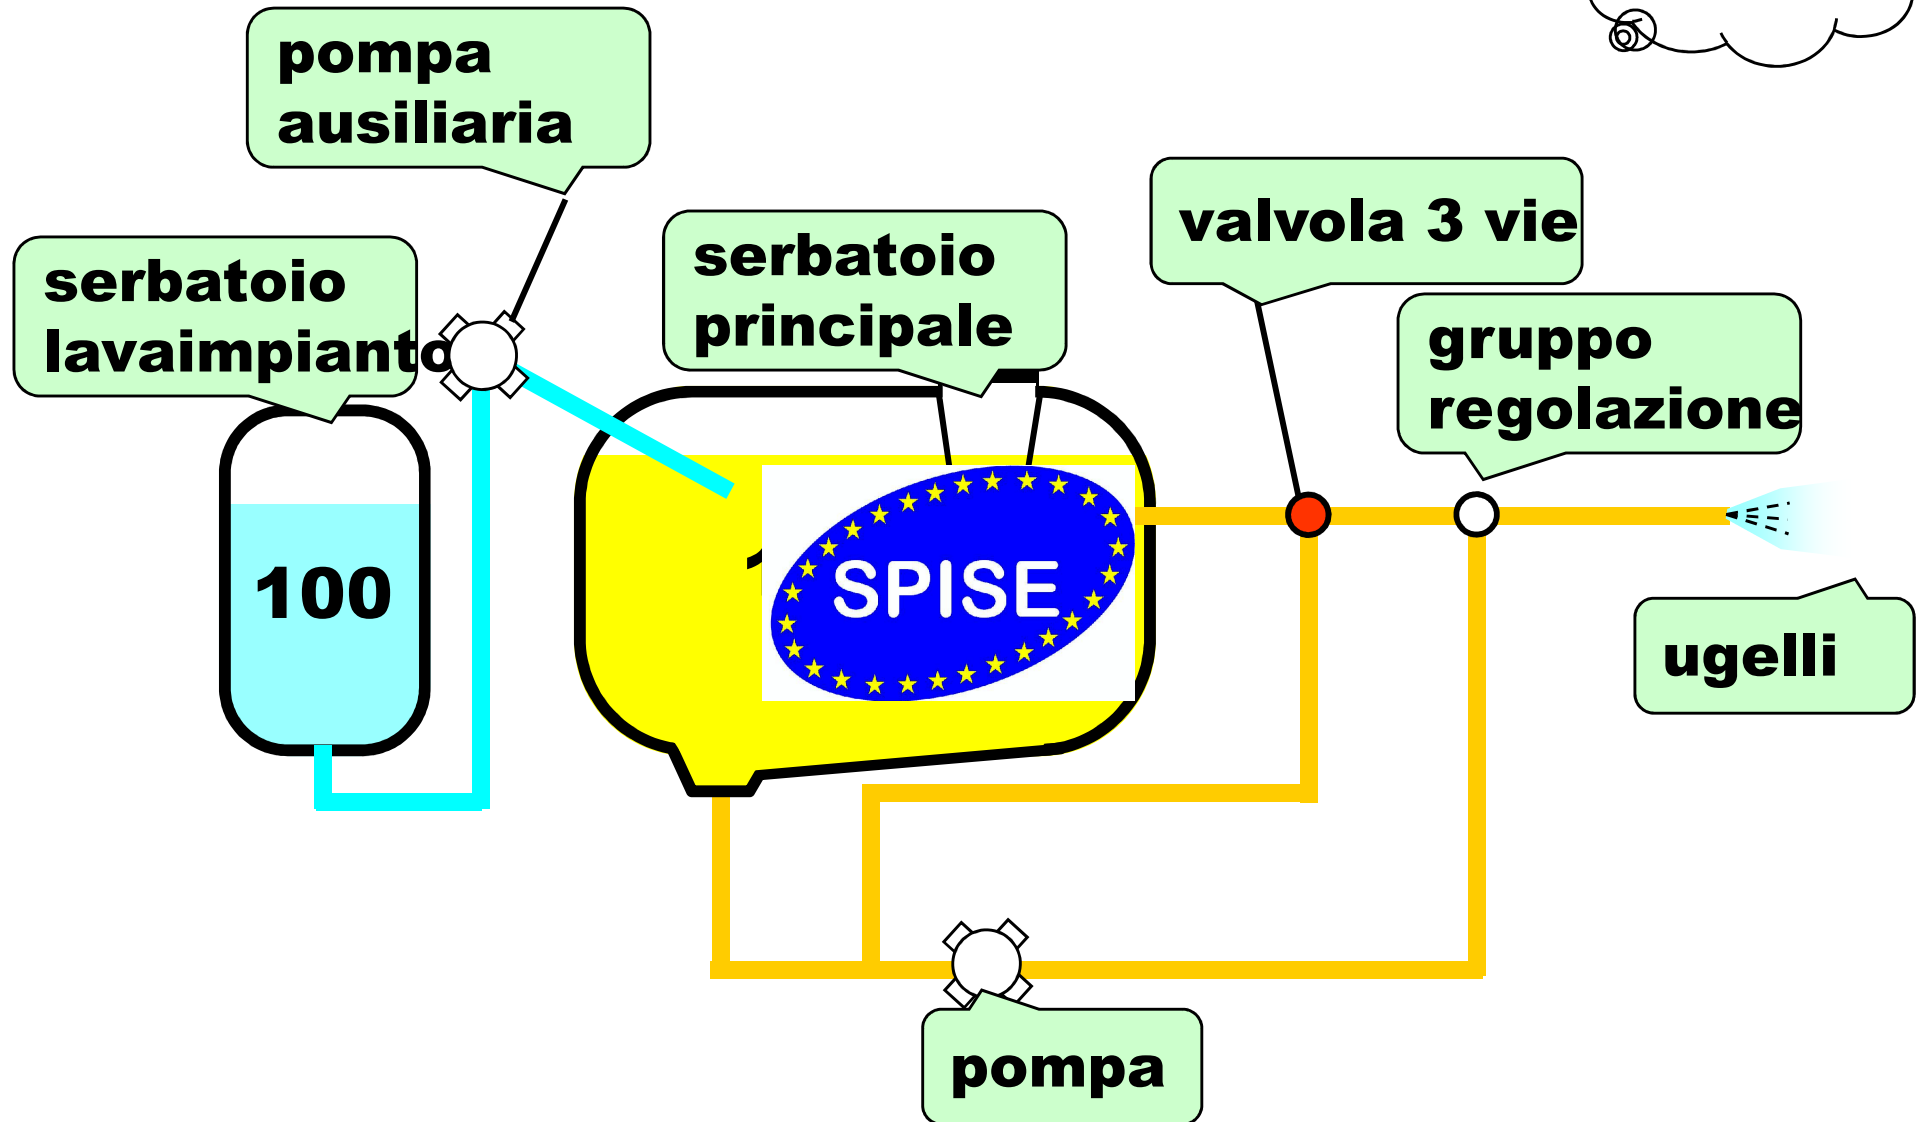 pompa
ausiliaria
serbatoio
lavaimpianto
serbatoio
principale
valvola 3 vie
gruppo
regolazione
100
SPISE
ugelli
pompa